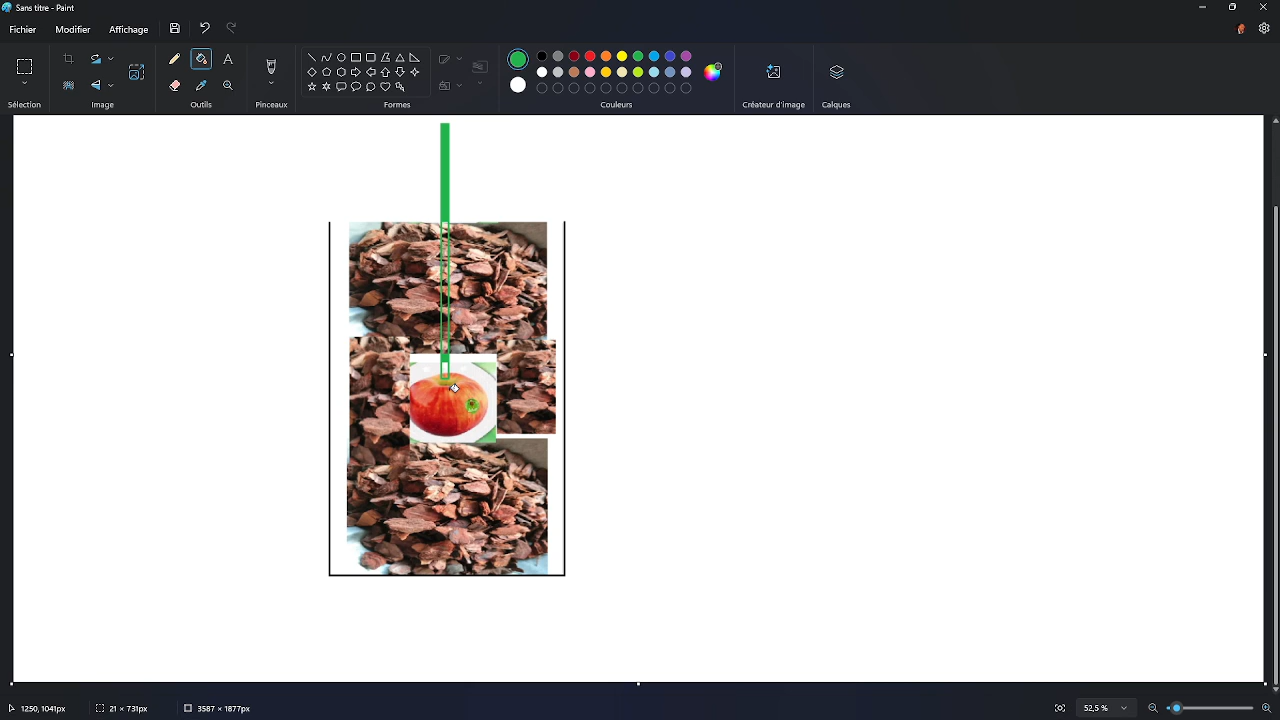 Sans titre - Paint
Fichier Modifier Affichage
Sélection Image Outils Pinceaux Formes Couleurs Créateur d'image Calques
1250, 1041px 21 × 731px 3587 × 1877px 52,5 %